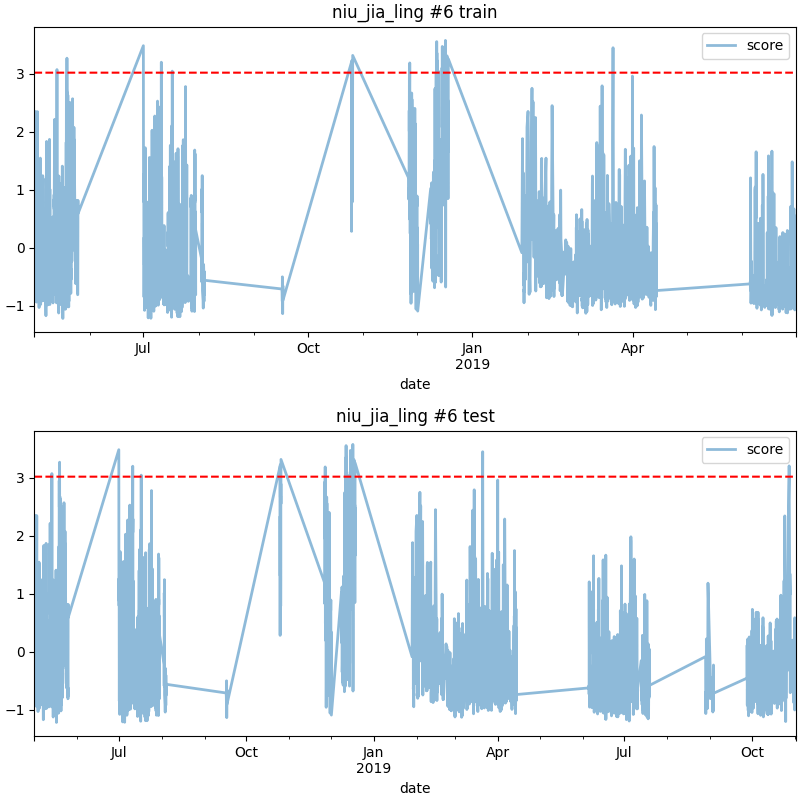 niu_jia_ling #6 train
score
3
2
1
0
−1
Jul
Oct
Jan
2019
Apr
date
niu_jia_ling #6 test
score
3
2
1
0
−1
Jul
Oct
Jan
2019
Apr
Jul
Oct
date